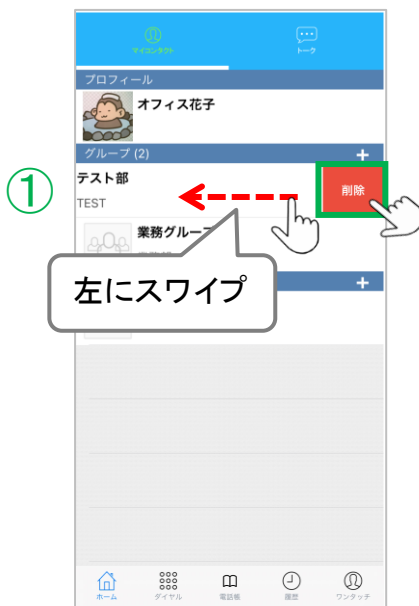 マイコンタクト
トーク
プロフィール
オフィス花子
グループ (2)
+
①
テスト部
TEST
削除
業務グルー
左にスワイプ
+
ホーム
ダイヤル
電話帳
履歴
ワンタッチ